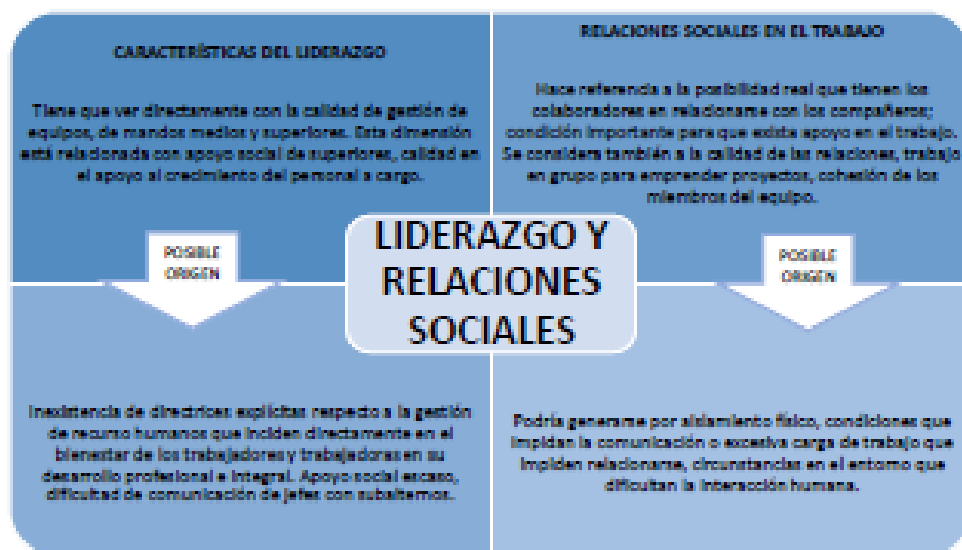 CARACTERÍSTICAS DEL LIDERAZGO
Tiene que ver directamente con la calidad de gestión de
equipos, de mandos medios y superiores. Esta dimensión
está relacionada con apoyo social de superiores, calidad en
el apoyo al crecimiento del personal a cargo.
RELACIONES SOCIALES EN EL TRABAJO
Hace referencia a la posibilidad real que tienen los
colaboradores en relacionarse con los compañeros;
condición importante para que exista apoyo en el trabajo.
Se considera también a la calidad de las relaciones, trabajo
en grupo para emprender proyectos, cohesión de los
miembros del equipo.
LIDERAZGO Y
RELACIONES
SOCIALES
POSIBLE
ORIGEN
POSIBLE
ORIGEN
Inexistencia de directrices explícitas respecto a la gestión
de recurso humanos que inciden directamente en el
bienestar de los trabajadores y trabajadoras en su
desarrollo profesional e integral. Apoyo social escaso,
dificultad de comunicación de jefes con subalternos.
Podría generarse por aislamiento físico, condiciones que
impidan la comunicación o excesiva carga de trabajo que
impiden relacionarse, circunstancias en el entorno que
dificultan la interacción humana.